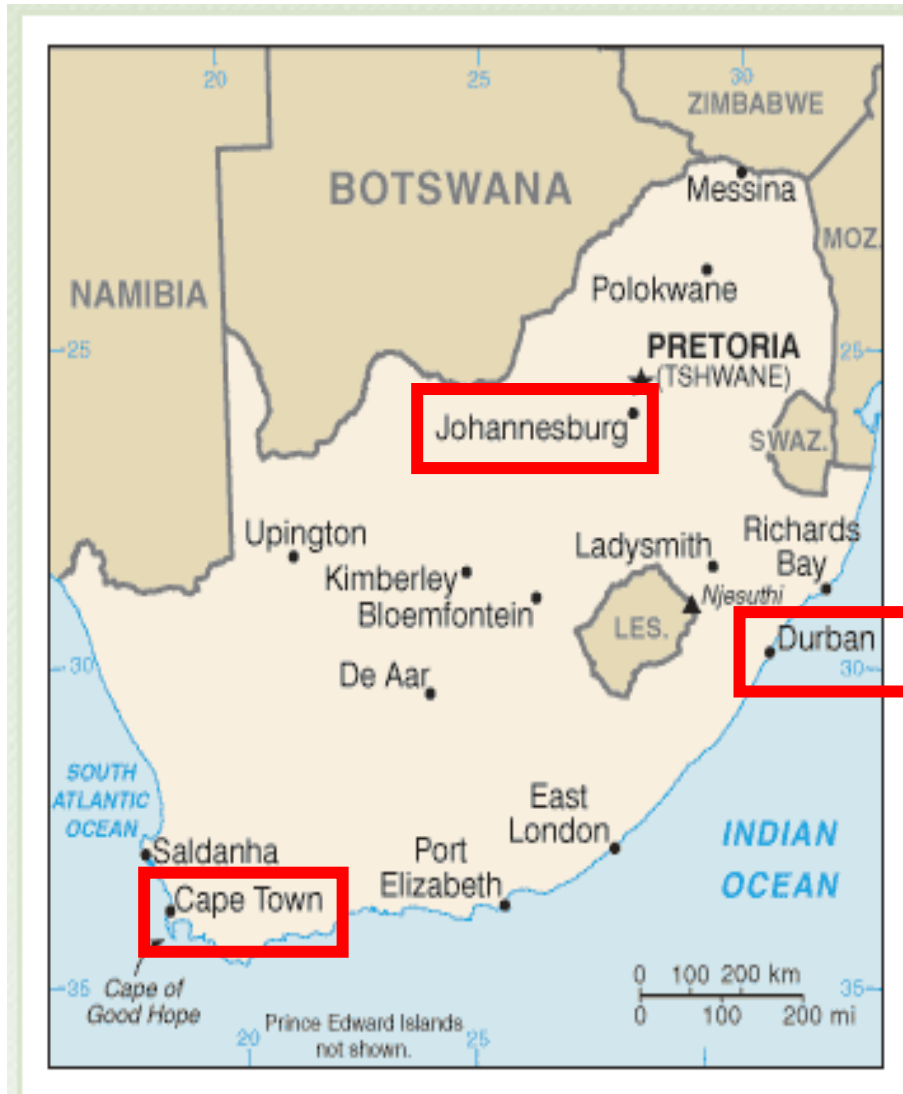 20
25
30
ZIMBABWE
BOTSWANA
Messina
MOZ.
NAMIBIA
Polokwane
25
PRETORIA
25
(TSHWANE)
Johannesburg
SWAZ.
Upington
Ladysmith
Richards
Bay
Kimberley
Njesuthi
Bloemfontein
LES.
Durban
30
De Aar
30
SOUTH
ATLANTIC
OCEAN
East
London
INDIAN
OCEAN
Saldanha
Port
Elizabeth
Cape Town
35
Cape of
Good Hope
0 100 200 km
35
0 100 200 mi
Prince Edward Islands
not shown.
20
25